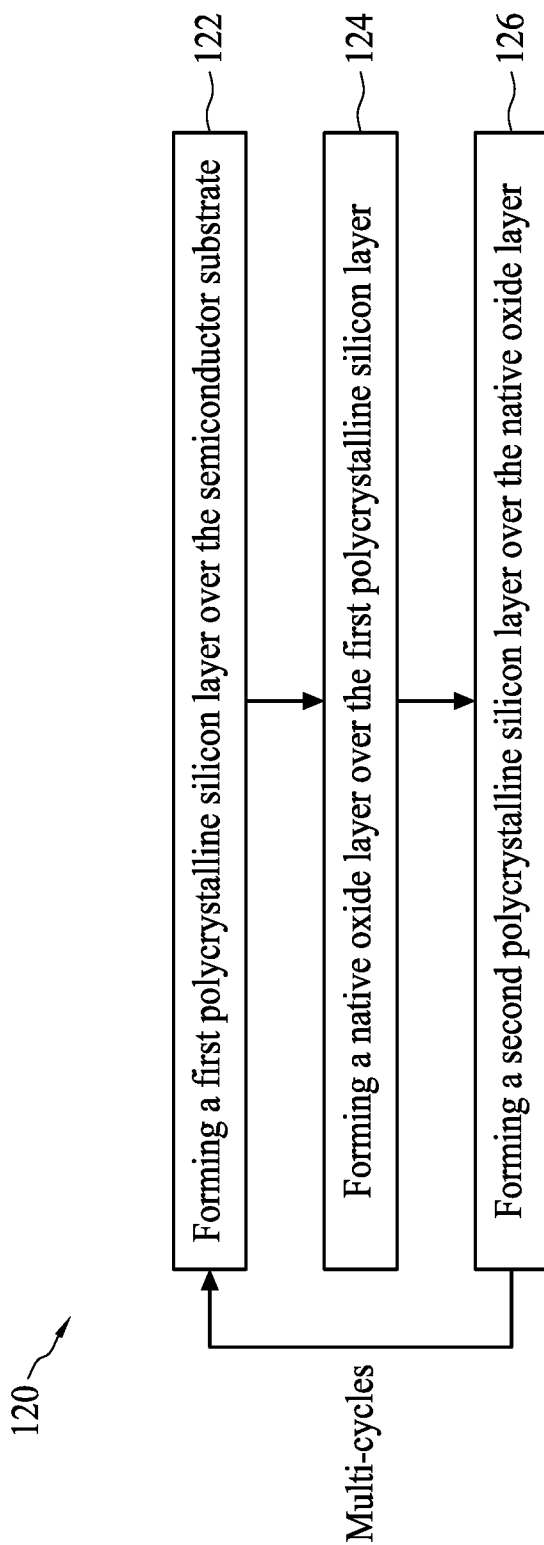 120
Forming a first polycrystalline silicon layer over the semiconductor substrate
122
Forming a native oxide layer over the first polycrystalline silicon layer
124
Forming a second polycrystalline silicon layer over the native oxide layer
126
Multi-cycles